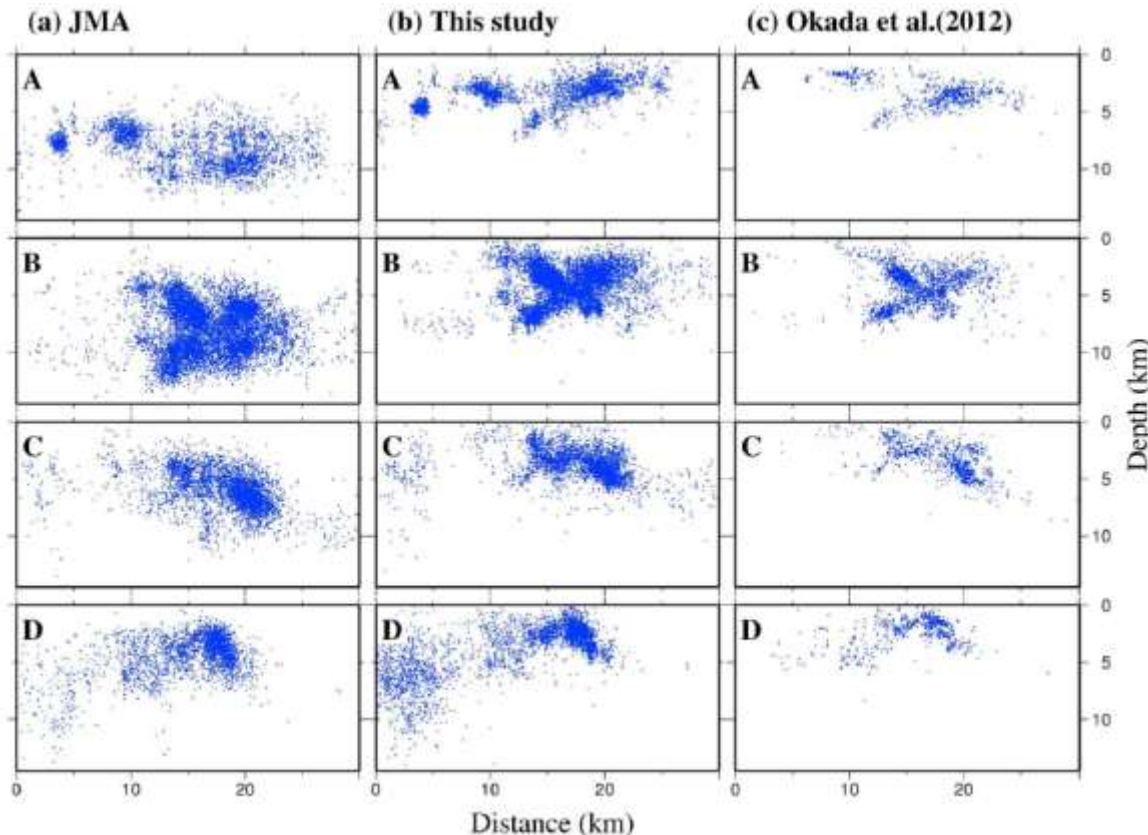 (a) JMA (b) This study (c) Okada et al.(2012)
A A A 0
5
10
B B B 0
5
10
C C C 0
5
10
D D D 0
5
10
0 10 20 0 10 20 0 10 20
Depth (km)
Distance (km)